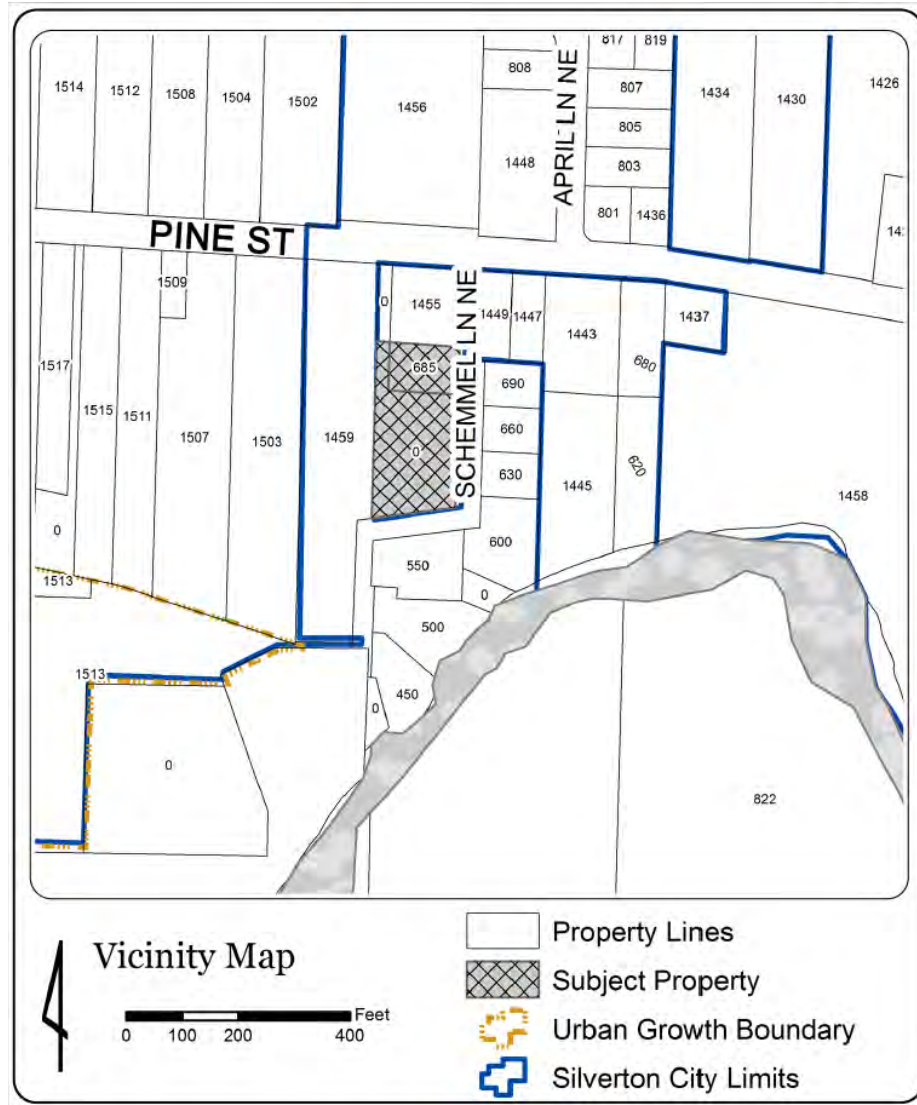 817 819
1514 1512 1508 1504 1502 1456 808 807 1434 1430 1426
805
1448 803
APRIL LN NE
801 1436
PINE ST
1509 0 1455 SCHEMMEL LN NE 1449 1447 1443 1437
1517 685 680
690
1515 1511 1507 1503 1459 0 660
630 1445 620 1458
0 600
550
1513 0
500
1513 450
0
0
822
Vicinity Map
Feet
0 100 200 400
Property Lines
Subject Property
Urban Growth Boundary
Silverton City Limits